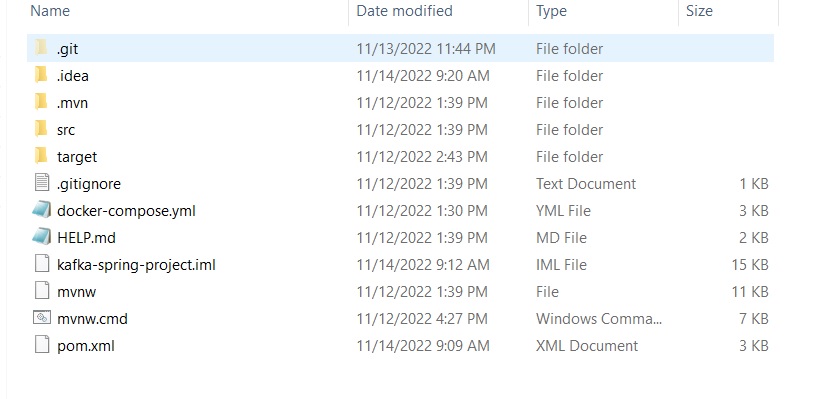 Name Date modified Type Size
.git 11/13/2022 11:44 PM File folder
.idea 11/14/2022 9:20 AM File folder
.mvn 11/12/2022 1:39 PM File folder
src 11/12/2022 1:39 PM File folder
target 11/12/2022 2:43 PM File folder
.gitignore 11/12/2022 1:39 PM Text Document 1 KB
docker-compose.yml 11/12/2022 1:30 PM YML File 3 KB
HELP.md 11/12/2022 1:39 PM MD File 2 KB
kafka-spring-project.iml 11/14/2022 9:12 AM IML File 15 KB
mvnw 11/12/2022 1:39 PM File 11 KB
mvnw.cmd 11/12/2022 4:27 PM Windows Comma... 7 KB
pom.xml 11/14/2022 9:09 AM XML Document 3 KB